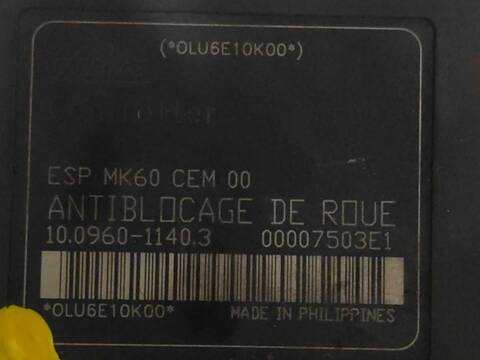 (*OLU6E10K00*)
ESP MK60 CEM 00
ANTIBLOCAGE DE ROUE
10.0960-1140.3 00007503E1
*OLU6E10K00* MADE IN PHILIPPINES